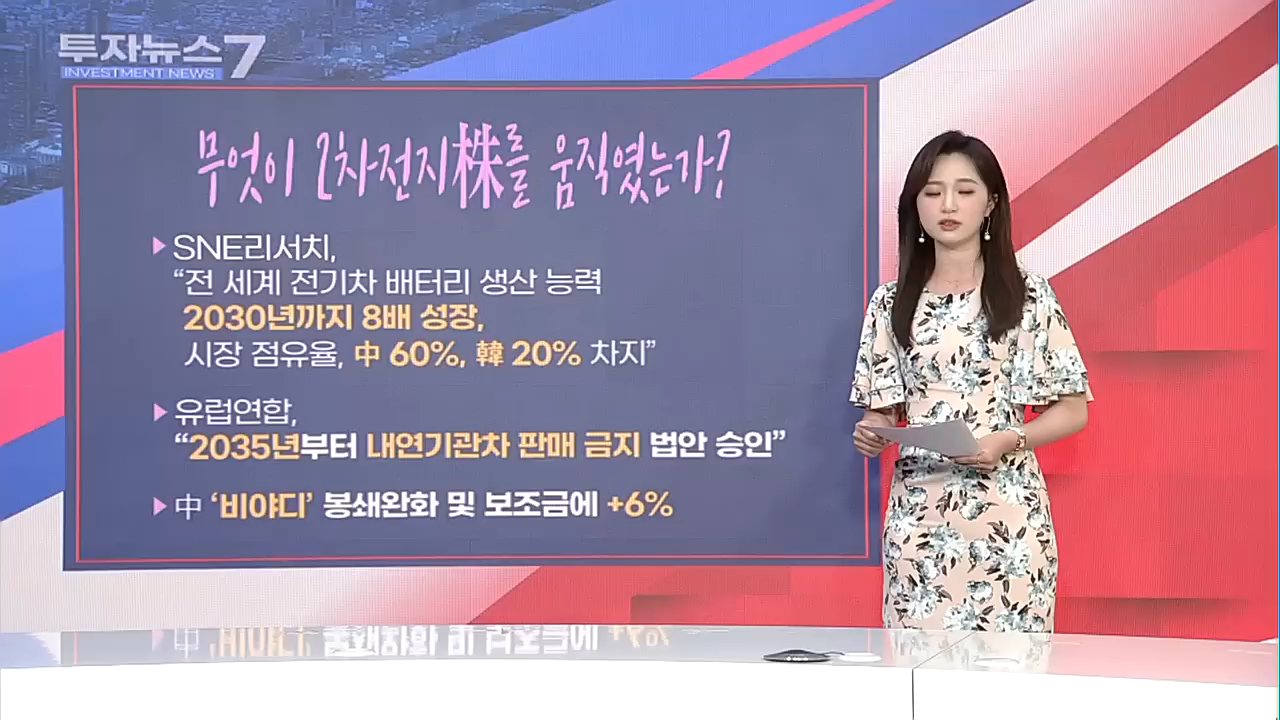 투자뉴스7
INVESTMENT NEWS
무엇이 2차전지株를 움직였는가?
▶ SNE리서치,
“전 세계 전기차 배터리 생산 능력
2030년까지 8배 성장,
시장 점유율, 中 60%, 韓 20% 차지”
▶ 유럽연합,
“2035년부터 내연기관차 판매 금지 법안 승인”
▶ 中 ‘비야디’ 봉쇄완화 및 보조금에 +6%